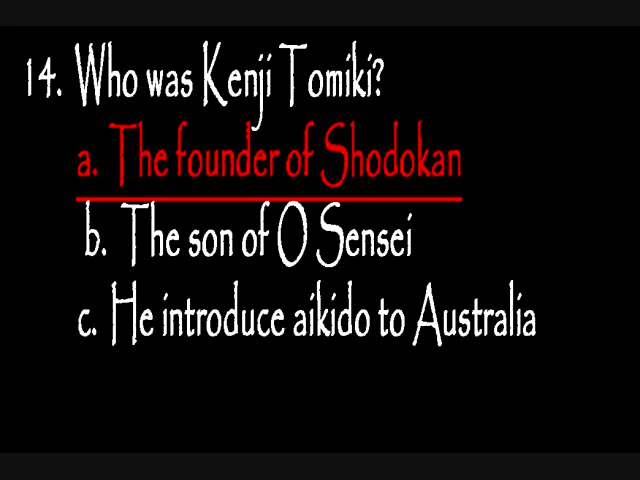 14. Who was Kenji Tomiki?
a. The founder of Shodokan
b. The son of O Sensei
c. He introduce aikido to Australia